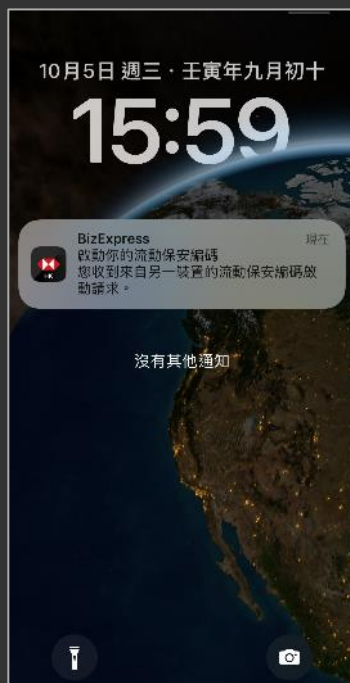 10月5日 週三 · 壬寅年九月初十
15:59
BizExpress
現在
啟動你的流動保安編碼
您收到來自另一裝置的流動保安編碼啟
動請求。
沒有其他通知